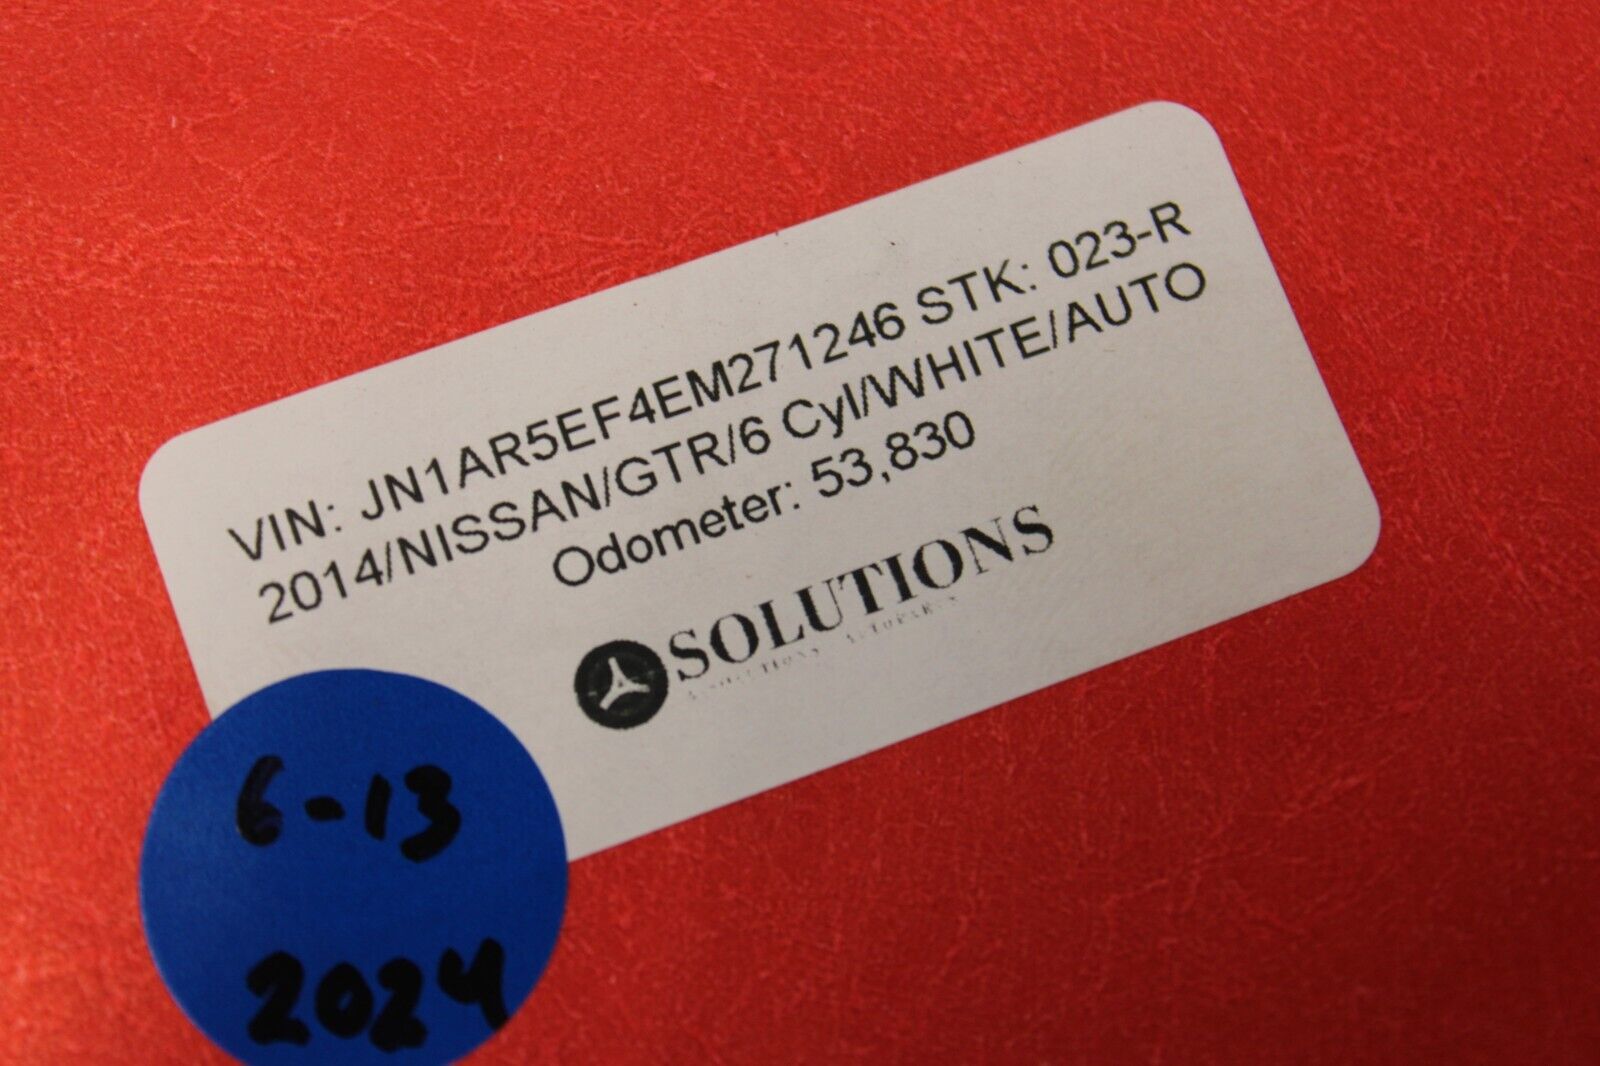 VIN: JN1AR5EF4EM271246 STK: 023-R
2014/NISSAN/GTR/6 Cyl/WHITE/AUTO
Odometer: 53,830
SOLUTIONS
6-13
2024